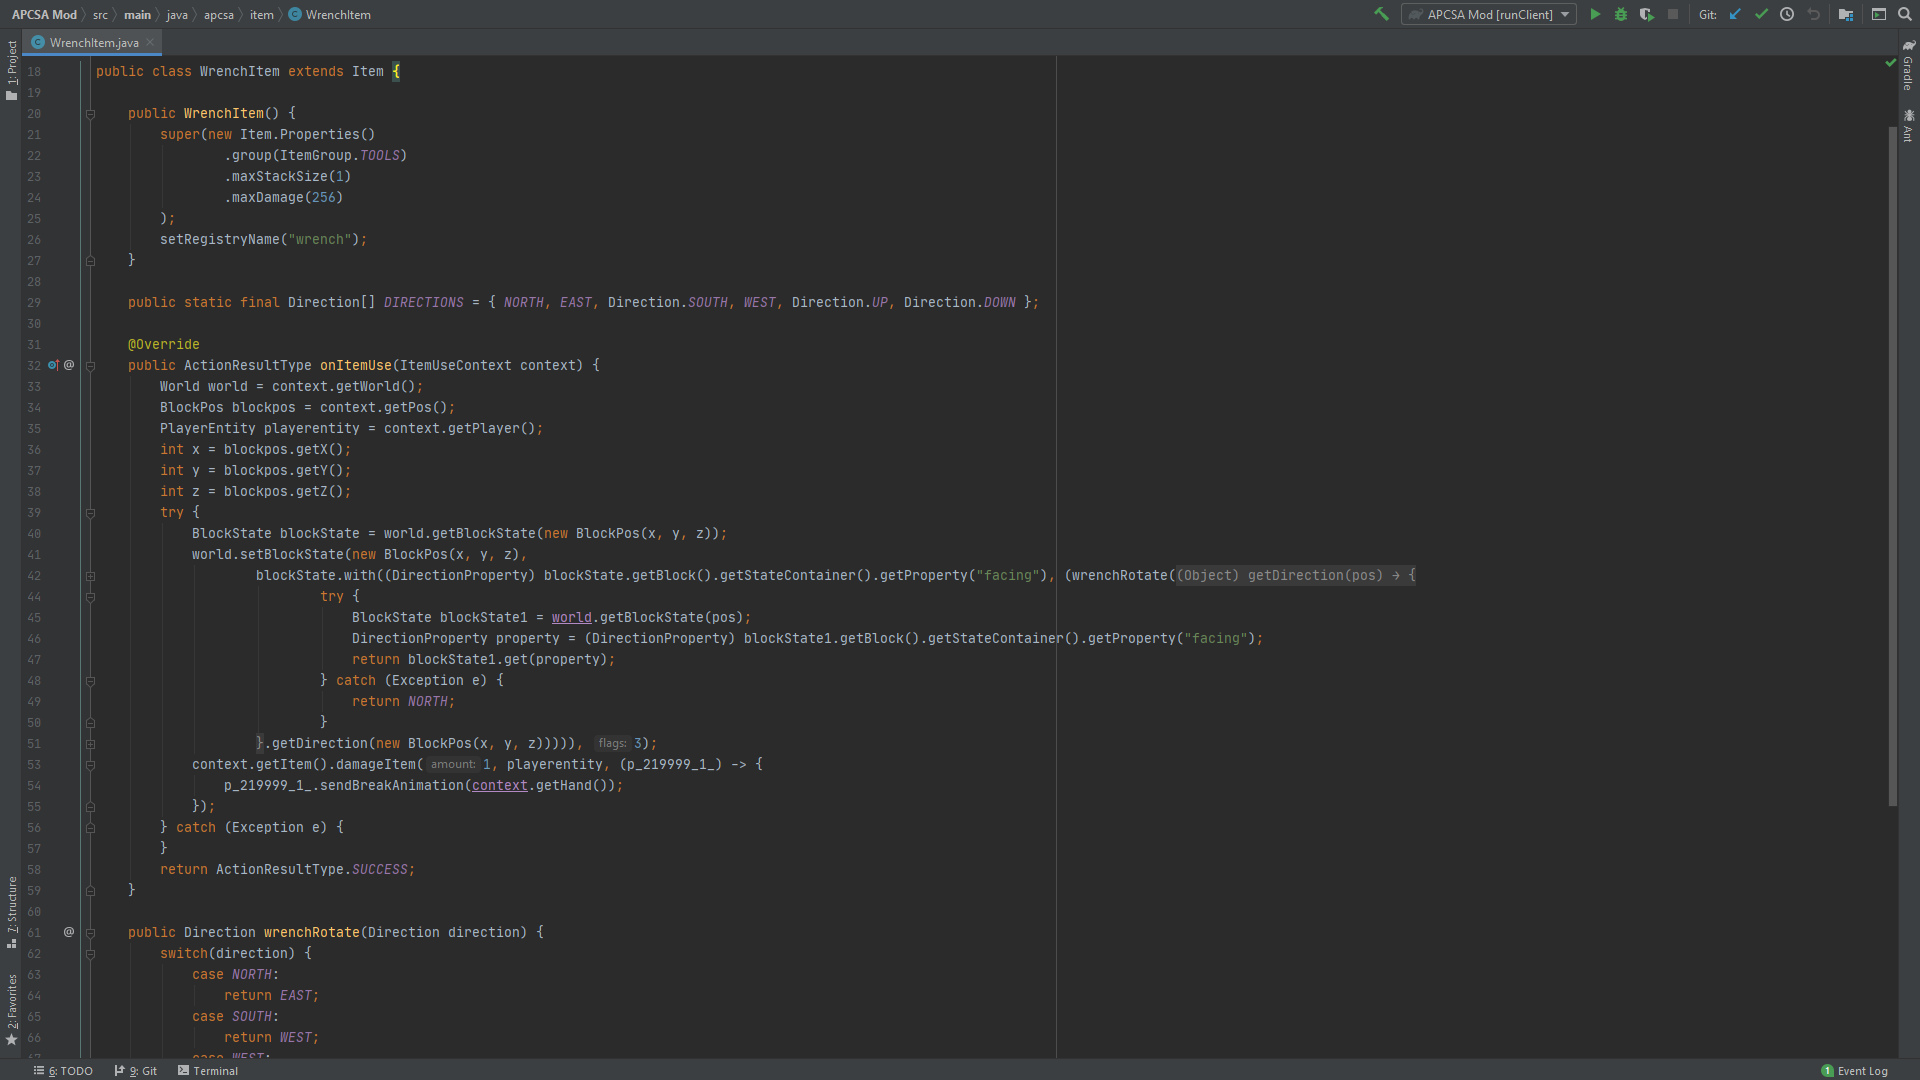 APCSA Mod src main java apcsa item WrenchItem APCSA Mod [runClient] Git:
WrenchItem.java
1: Project
Gradle
Ant
18 public class WrenchItem extends Item {
19
20 public WrenchItem() {
21 super(new Item.Properties()
22 .group(ItemGroup.TOOLS)
23 .maxStackSize(1)
24 .maxDamage(256)
25 );
26 setRegistryName("wrench");
27 }
28
29 public static final Direction[] DIRECTIONS = { NORTH, EAST, Direction.SOUTH, WEST, Direction.UP, Direction.DOWN };
30
31 @Override
32 @ public ActionResultType onItemUse(ItemUseContext context) {
33 World world = context.getWorld();
34 BlockPos blockpos = context.getPos();
35 PlayerEntity playerentity = context.getPlayer();
36 int x = blockpos.getX();
37 int y = blockpos.getY();
38 int z = blockpos.getZ();
39 try {
40 BlockState blockState = world.getBlockState(new BlockPos(x, y, z));
41 world.setBlockState(new BlockPos(x, y, z),
42 blockState.with((DirectionProperty) blockState.getBlock().getStateContainer().getProperty("facing"), (wrenchRotate((Object) getDirection(pos) → {
44 try {
45 BlockState blockState1 = world.getBlockState(pos);
46 DirectionProperty property = (DirectionProperty) blockState1.getBlock().getStateContainer().getProperty("facing");
47 return blockState1.get(property);
48 } catch (Exception e) {
49 return NORTH;
50 }
51 }.getDirection(new BlockPos(x, y, z))))), flags: 3);
53 context.getItem().damageItem( amount: 1, playerentity, (p_219999_1_) -> {
54 p_219999_1_.sendBreakAnimation(context.getHand());
55 });
56 } catch (Exception e) {
57 }
58 return ActionResultType.SUCCESS;
59 }
60
61 @ public Direction wrenchRotate(Direction direction) {
62 switch(direction) {
63 case NORTH:
64 return EAST;
65 case SOUTH:
66 return WEST;
67 case WEST:
7: Structure
2: Favorites
6: TODO 9: Git Terminal 1 Event Log